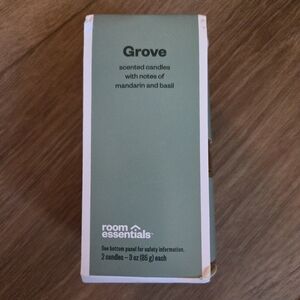 Grove
scented candles
with notes of
mandarin and basil
room
essentials™
See bottom panel for safety information.
2 candles – 3 oz (85 g) each